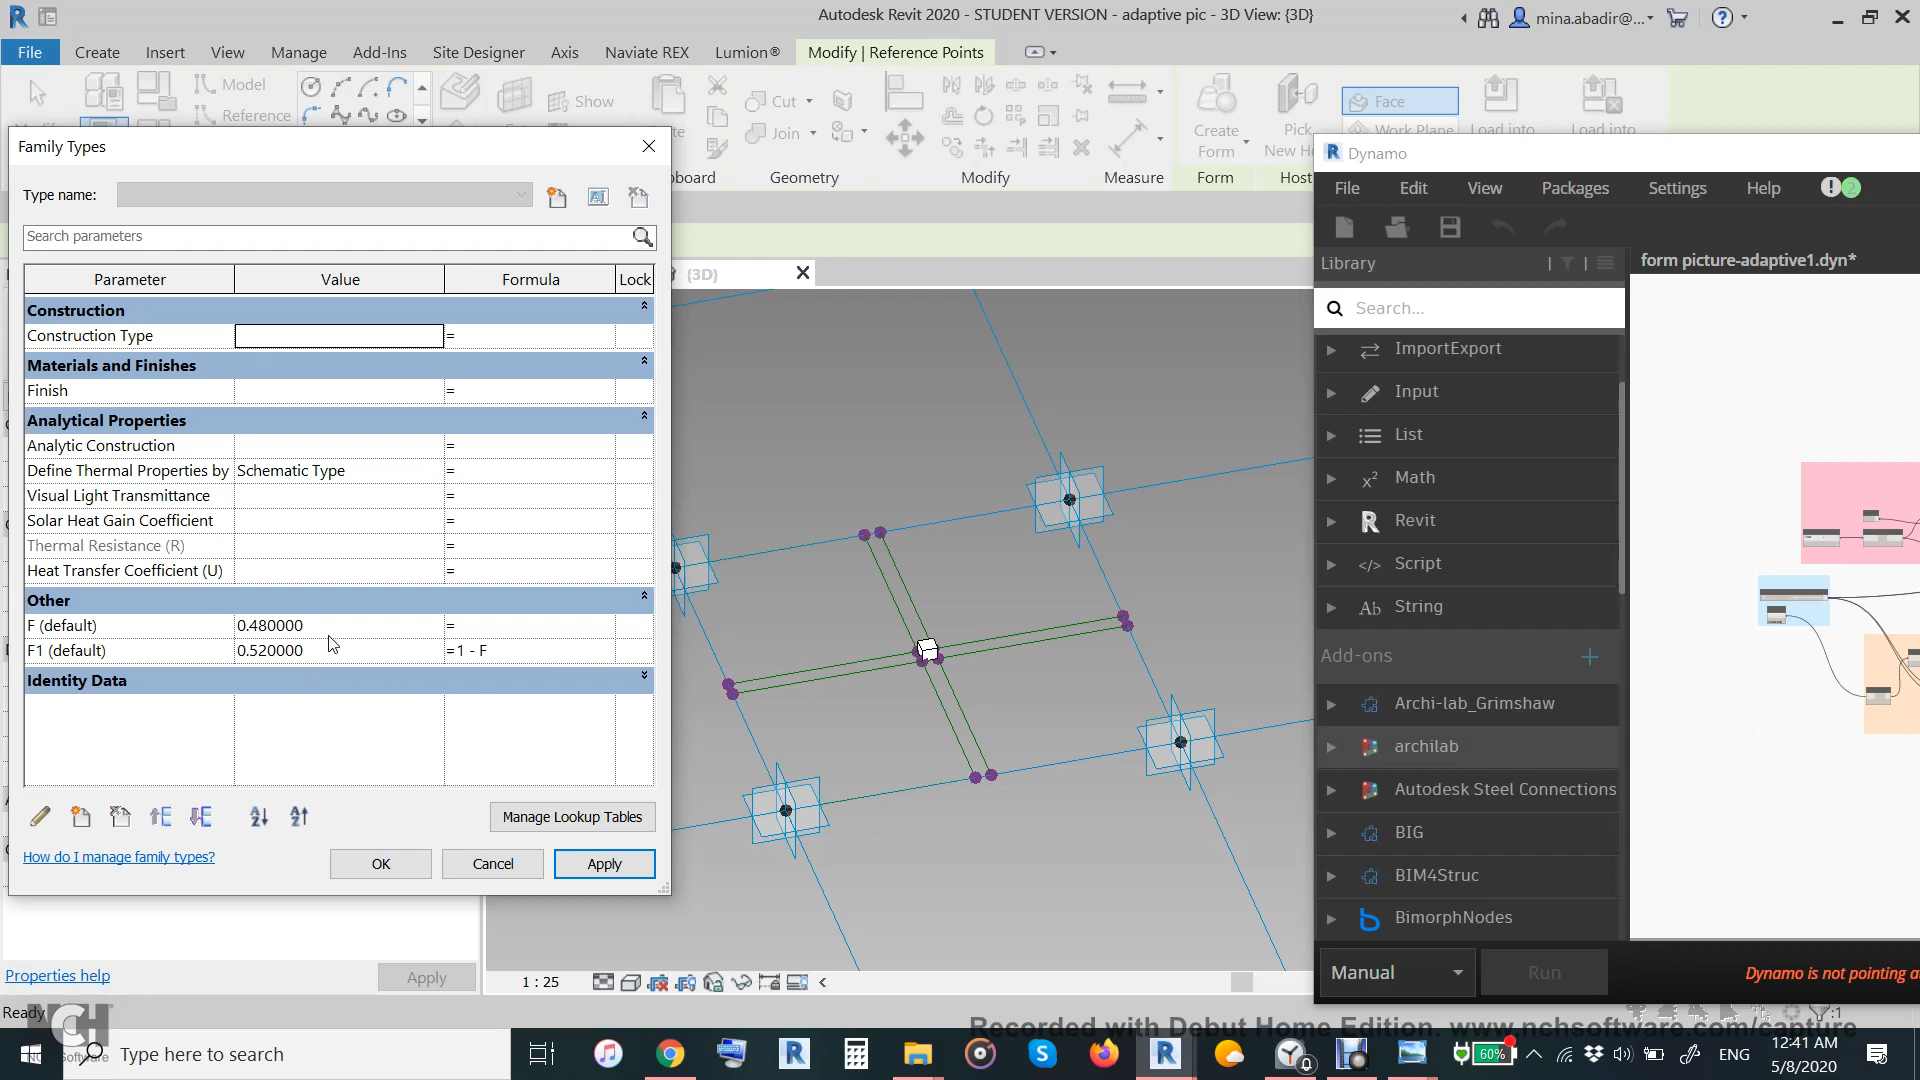 Autodesk Revit 2020 - STUDENT VERSION - adaptive pic - 3D View: {3D}
mina.abadir@...
File Create Insert View Manage Add-Ins Site Designer Axis Naviate REX Lumion® Modify | Reference Points
Model
Reference
Show
Cut
Join
Create
Form
Pick
New
Face
Work Plane
Load into
Load into
Geometry
Modify
Measure
Form
Family Types
Type name:
Search parameters
Parameter Value Formula Lock
Construction
Construction Type =
Materials and Finishes
Finish =
Analytical Properties
Analytic Construction =
Define Thermal Properties by Schematic Type =
Visual Light Transmittance =
Solar Heat Gain Coefficient =
Thermal Resistance (R) =
Heat Transfer Coefficient (U) =
Other
F (default) 0.480000 =
F1 (default) 0.520000 =1 - F
Identity Data
Manage Lookup Tables
How do I manage family types?
OK Cancel Apply
Properties help
Apply
{3D}
1 : 25
Dynamo
File Edit View Packages Settings Help
! 2
Library
form picture-adaptive1.dyn*
Search...
ImportExport
Input
List
Math
Revit
Script
String
Add-ons
Archi-lab_Grimshaw
archilab
Autodesk Steel Connections
BIG
BIM4Struc
BimorphNodes
Manual Run
Dynamo is not pointing
Ready
:1
NCH
Software
Recorded with Debut Home Edition. www.nchsoftware.com/capture
Type here to search
60%
ENG
12:41 AM
5/8/2020